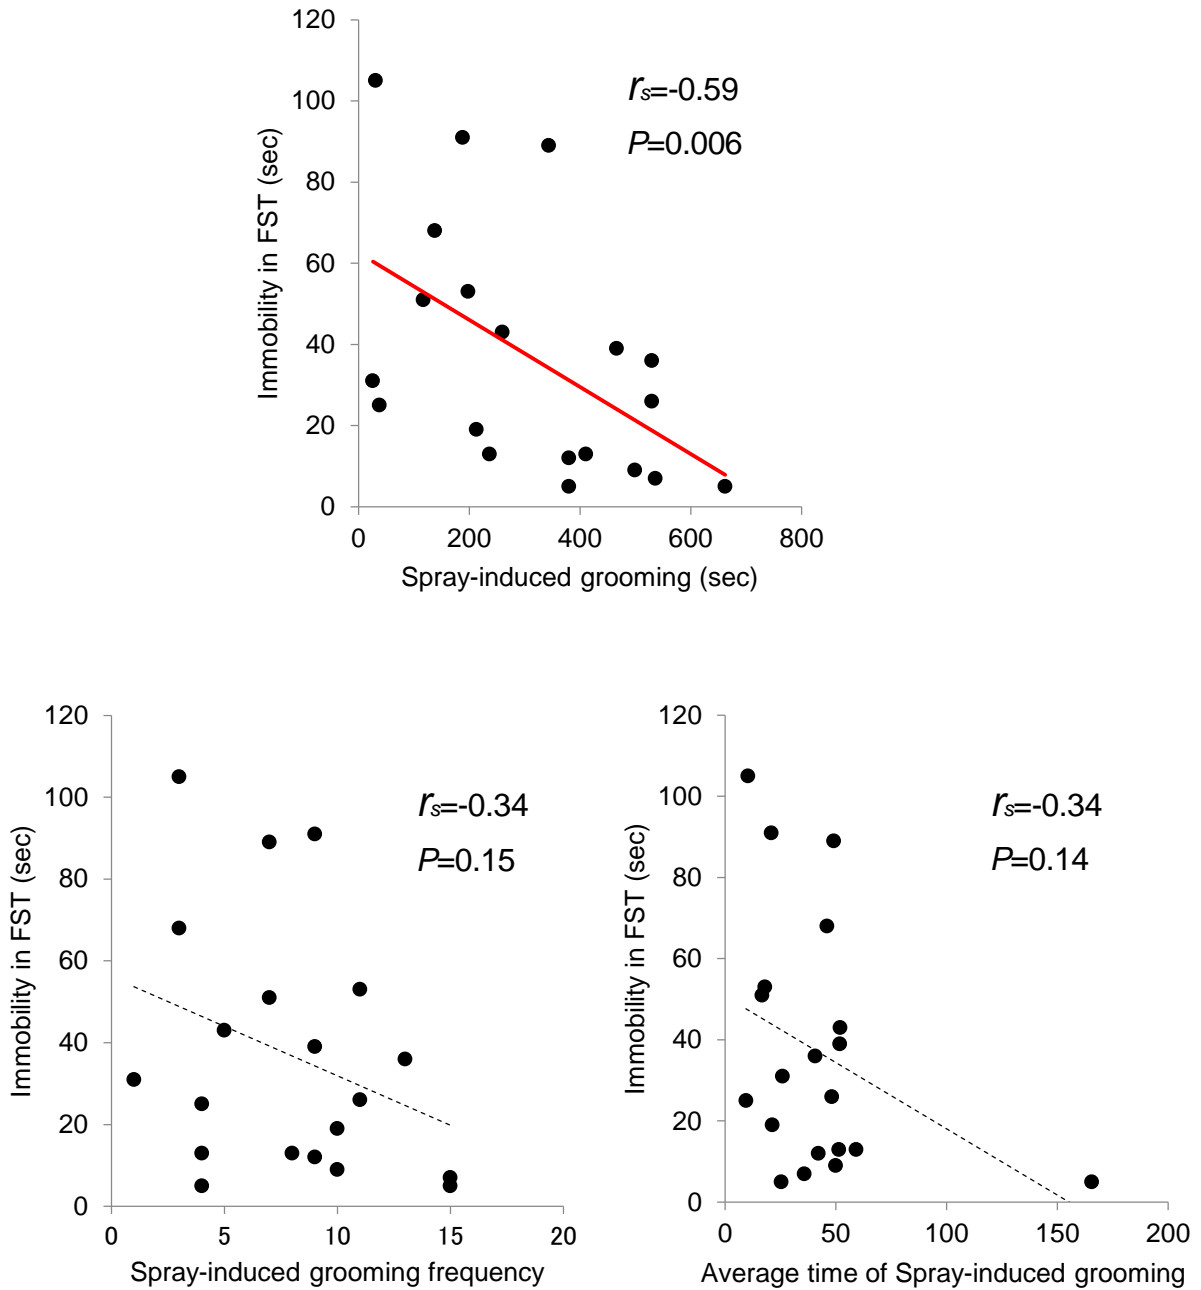 120
100
80
60
40
20
0
Immobility in FST (sec)
rs=-0.59
P=0.006
0 200 400 600 800
Spray-induced grooming (sec)
120
100
80
60
40
20
0
Immobility in FST (sec)
rs=-0.34
P=0.15
0 5 10 15 20
Spray-induced grooming frequency
120
100
80
60
40
20
0
Immobility in FST (sec)
rs=-0.34
P=0.14
0 50 100 150 200
Average time of Spray-induced grooming